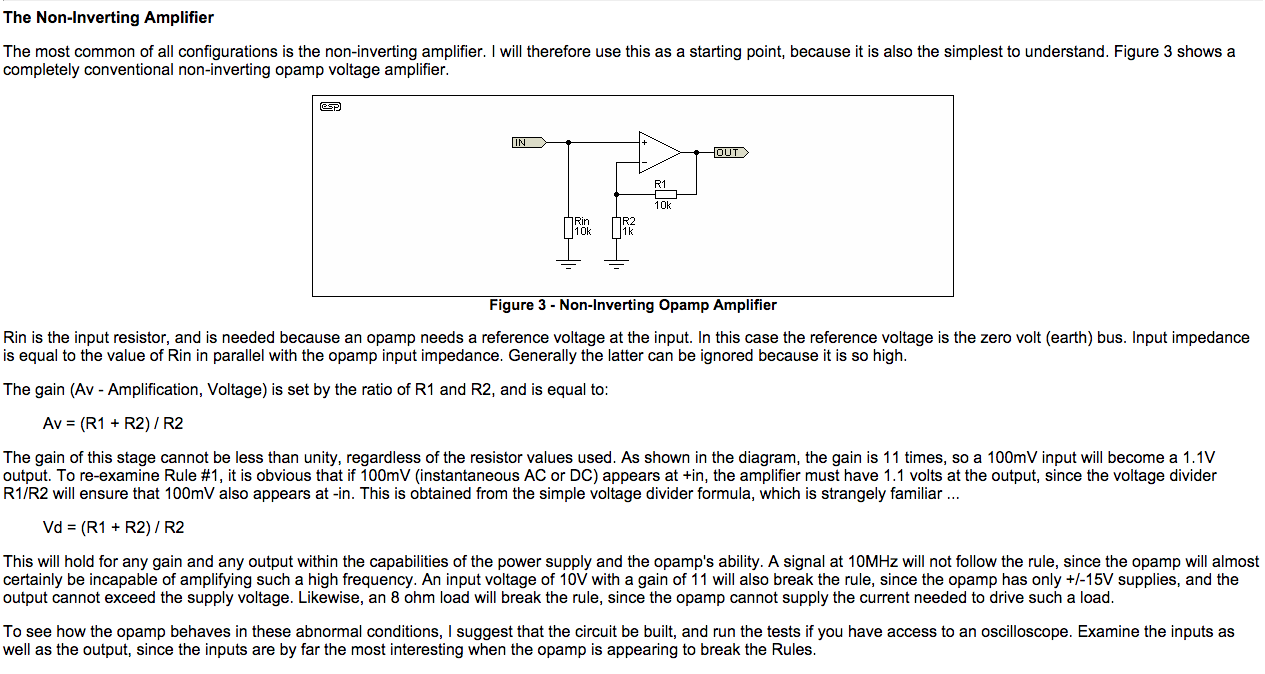 The Non-Inverting Amplifier
The most common of all configurations is the non-inverting amplifier. I will therefore use this as a starting point, because it is also the simplest to understand. Figure 3 shows a
completely conventional non-inverting opamp voltage amplifier.
ESP
IN
+
-
OUT
R1
10k
Rin
10k
R2
1k
Figure 3 - Non-Inverting Opamp Amplifier
Rin is the input resistor, and is needed because an opamp needs a reference voltage at the input. In this case the reference voltage is the zero volt (earth) bus. Input impedance
is equal to the value of Rin in parallel with the opamp input impedance. Generally the latter can be ignored because it is so high.
The gain (Av - Amplification, Voltage) is set by the ratio of R1 and R2, and is equal to:
Av = (R1 + R2) / R2
The gain of this stage cannot be less than unity, regardless of the resistor values used. As shown in the diagram, the gain is 11 times, so a 100mV input will become a 1.1V
output. To re-examine Rule #1, it is obvious that if 100mV (instantaneous AC or DC) appears at +in, the amplifier must have 1.1 volts at the output, since the voltage divider
R1/R2 will ensure that 100mV also appears at -in. This is obtained from the simple voltage divider formula, which is strangely familiar ...
Vd = (R1 + R2) / R2
This will hold for any gain and any output within the capabilities of the power supply and the opamp's ability. A signal at 10MHz will not follow the rule, since the opamp will almost
certainly be incapable of amplifying such a high frequency. An input voltage of 10V with a gain of 11 will also break the rule, since the opamp has only +/-15V supplies, and the
output cannot exceed the supply voltage. Likewise, an 8 ohm load will break the rule, since the opamp cannot supply the current needed to drive such a load.
To see how the opamp behaves in these abnormal conditions, I suggest that the circuit be built, and run the tests if you have access to an oscilloscope. Examine the inputs as
well as the output, since the inputs are by far the most interesting when the opamp is appearing to break the Rules.